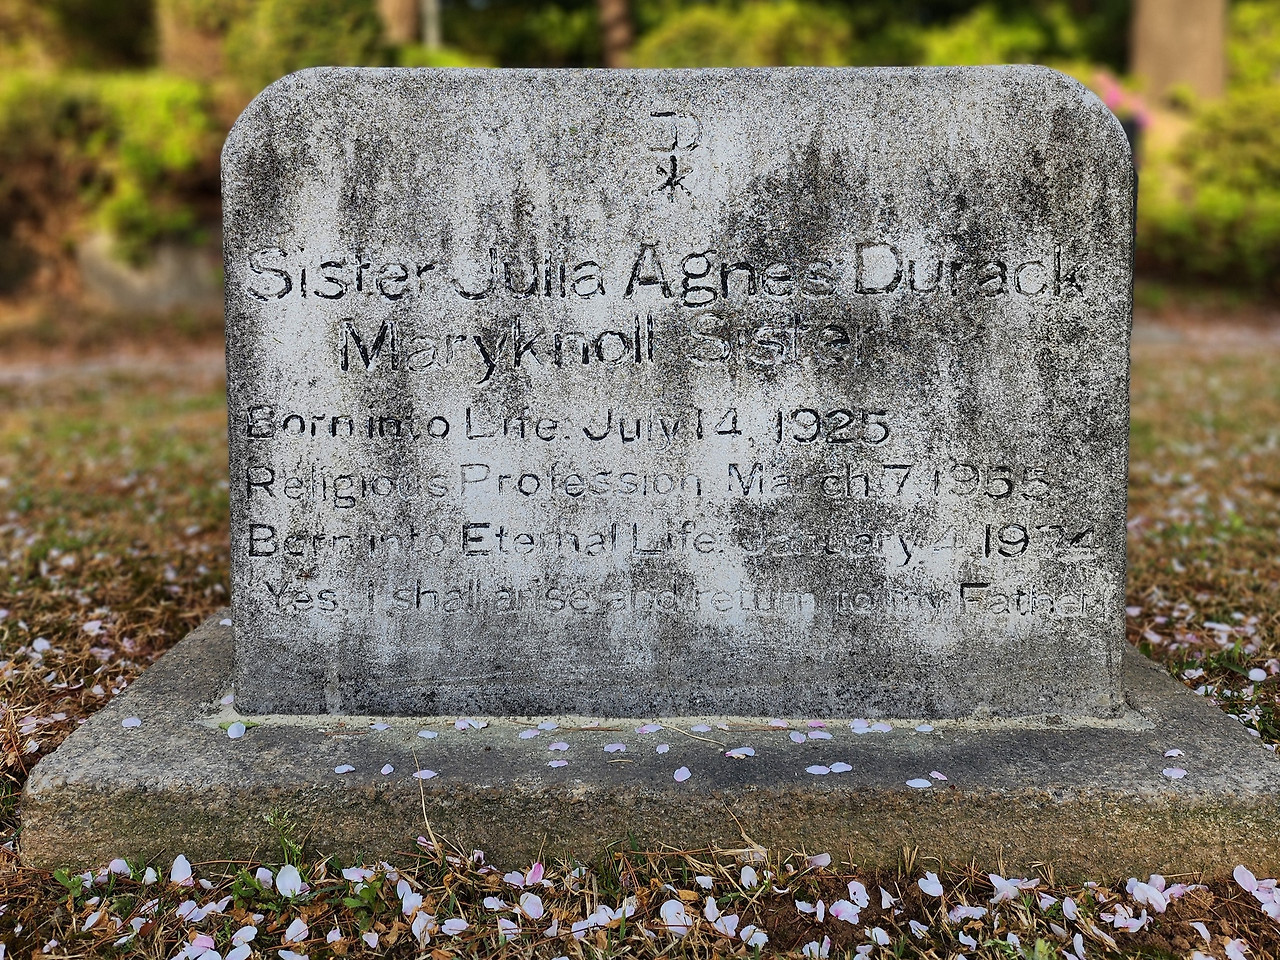 Sister Julia Agnes Durack
Maryknoll Sister
Born into Life: July 14, 1925
Religious Profession March 7, 1955
Born into Eternal Life: January 4,
Yes I shall arise and return to my Father